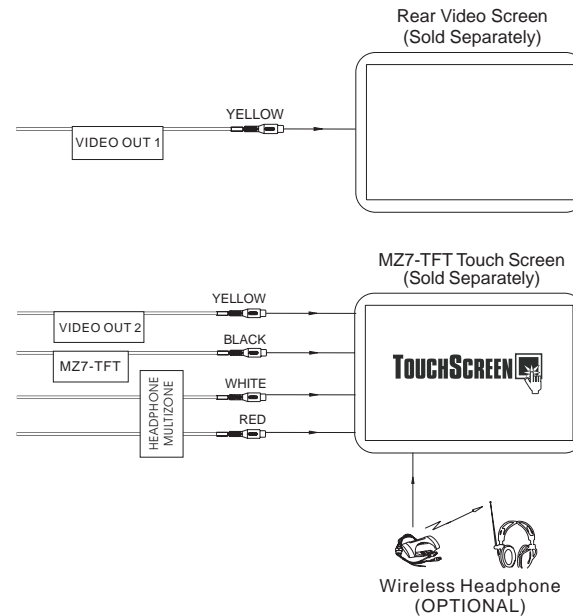 Rear Video Screen
(Sold Separately)
YELLOW
VIDEO OUT 1
MZ7-TFT Touch Screen
(Sold Separately)
YELLOW
VIDEO OUT 2
BLACK
MZ7-TFT
WHITE
HEADPHONE
MULTIZONE
RED
TOUCHSCREEN
Wireless Headphone
(OPTIONAL)